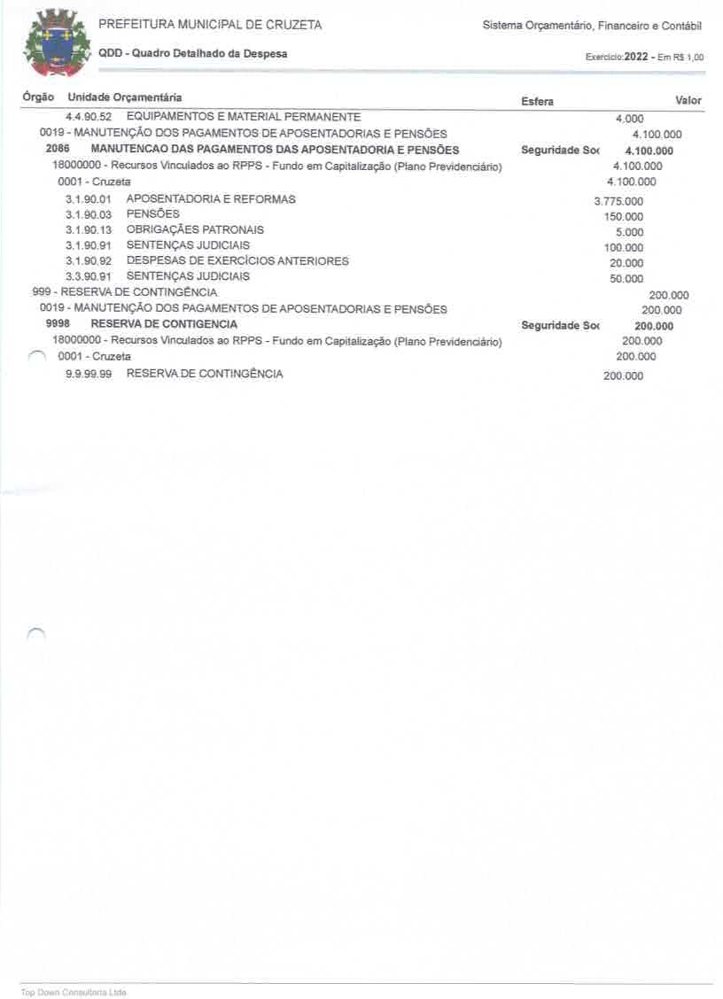 PREFEITURA MUNICIPAL DE CRUZETA Sistema Orçamentário, Financeiro e Contábil
QDD - Quadro Detalhado da Despesa Exercício:2022 - Em R$ 1,00
Órgão Unidade Orçamentária Esfera Valor
4.4.90.52 EQUIPAMENTOS E MATERIAL PERMANENTE 4.000
0019 - MANUTENÇÃO DOS PAGAMENTOS DE APOSENTADORIAS E PENSÕES 4.100.000
2086 MANUTENCAO DAS PAGAMENTOS DAS APOSENTADORIA E PENSÕES Seguridade Soc 4.100.000
18000000 - Recursos Vinculados ao RPPS - Fundo em Capitalização (Plano Previdenciário) 4.100.000
0001 - Cruzeta 4.100.000
3.1.90.01 APOSENTADORIA E REFORMAS 3.775.000
3.1.90.03 PENSÕES 150.000
3.1.90.13 OBRIGAÇÃES PATRONAIS 5.000
3.1.90.91 SENTENÇAS JUDICIAIS 100.000
3.1.90.92 DESPESAS DE EXERCÍCIOS ANTERIORES 20.000
3.3.90.91 SENTENÇAS JUDICIAIS 50.000
999 - RESERVA DE CONTINGÊNCIA 200.000
0019 - MANUTENÇÃO DOS PAGAMENTOS DE APOSENTADORIAS E PENSÕES 200.000
9998 RESERVA DE CONTIGENCIA Seguridade Soc 200.000
18000000 - Recursos Vinculados ao RPPS - Fundo em Capitalização (Plano Previdenciário) 200.000
0001 - Cruzeta 200.000
9.9.99.99 RESERVA DE CONTINGÊNCIA 200.000
Top Down Consultoria Ltda